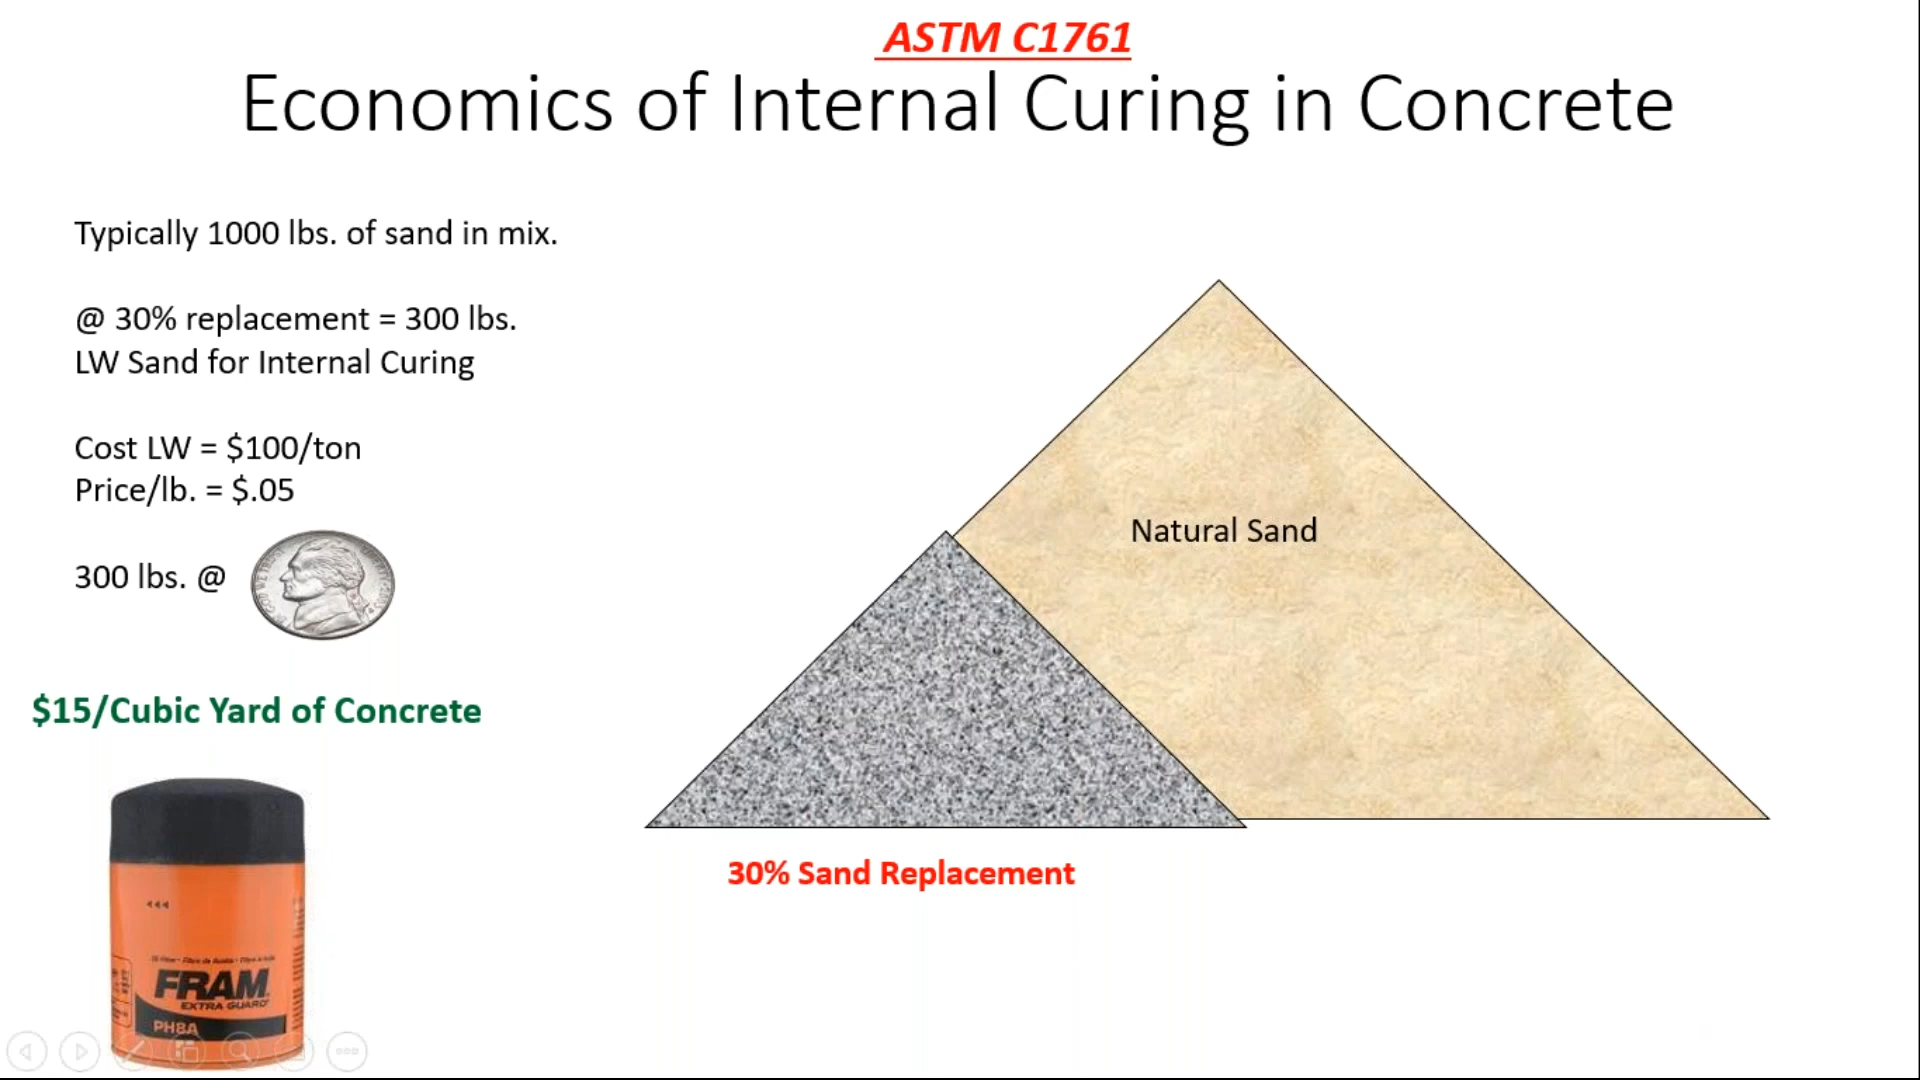 ASTM C1761
Economics of Internal Curing in Concrete
Typically 1000 lbs. of sand in mix.
@ 30% replacement = 300 lbs.
LW Sand for Internal Curing
Cost LW = $100/ton
Price/lb. = $.05
300 lbs. @
$15/Cubic Yard of Concrete
Natural Sand
30% Sand Replacement
FRAM
EXTRA GUARD
PH8A